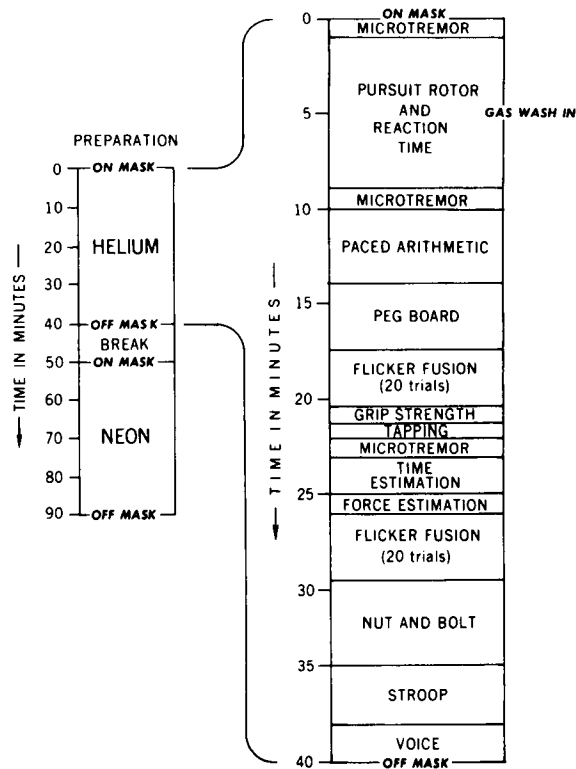 PREPARATION
0
ON MASK
10
HELIUM
20
30
40
OFF MASK
BREAK
50
ON MASK
60
NEON
70
80
90
OFF MASK
TIME IN MINUTES
0
ON MASK
MICROTREMOR
PURSUIT ROTOR
AND
REACTION
TIME
5
GAS WASH IN
MICROTREMOR
10
PACED ARITHMETIC
15
PEG BOARD
FLICKER FUSION
(20 trials)
20
GRIP STRENGTH
TAPPING
MICROTREMOR
TIME
ESTIMATION
25
FORCE ESTIMATION
FLICKER FUSION
(20 trials)
30
NUT AND BOLT
35
STROOP
VOICE
40
OFF MASK
TIME IN MINUTES